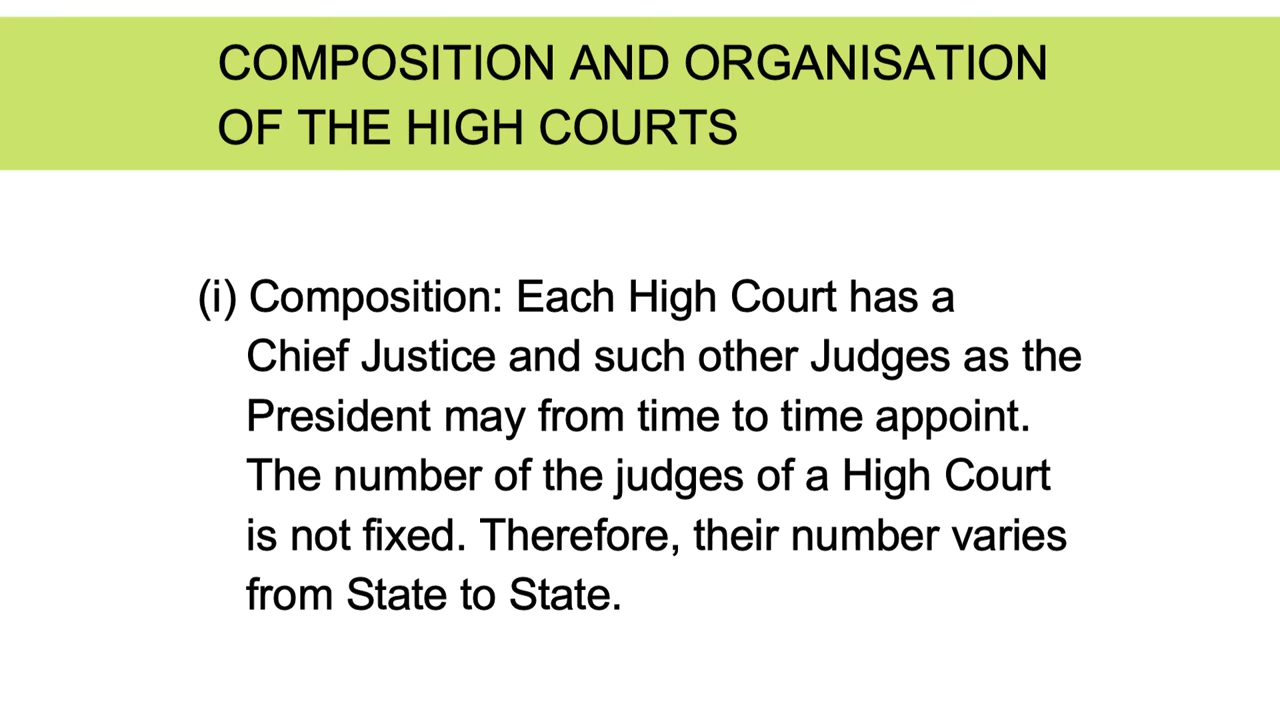 COMPOSITION AND ORGANISATION
OF THE HIGH COURTS
(i) Composition: Each High Court has a
Chief Justice and such other Judges as the
President may from time to time appoint.
The number of the judges of a High Court
is not fixed. Therefore, their number varies
from State to State.